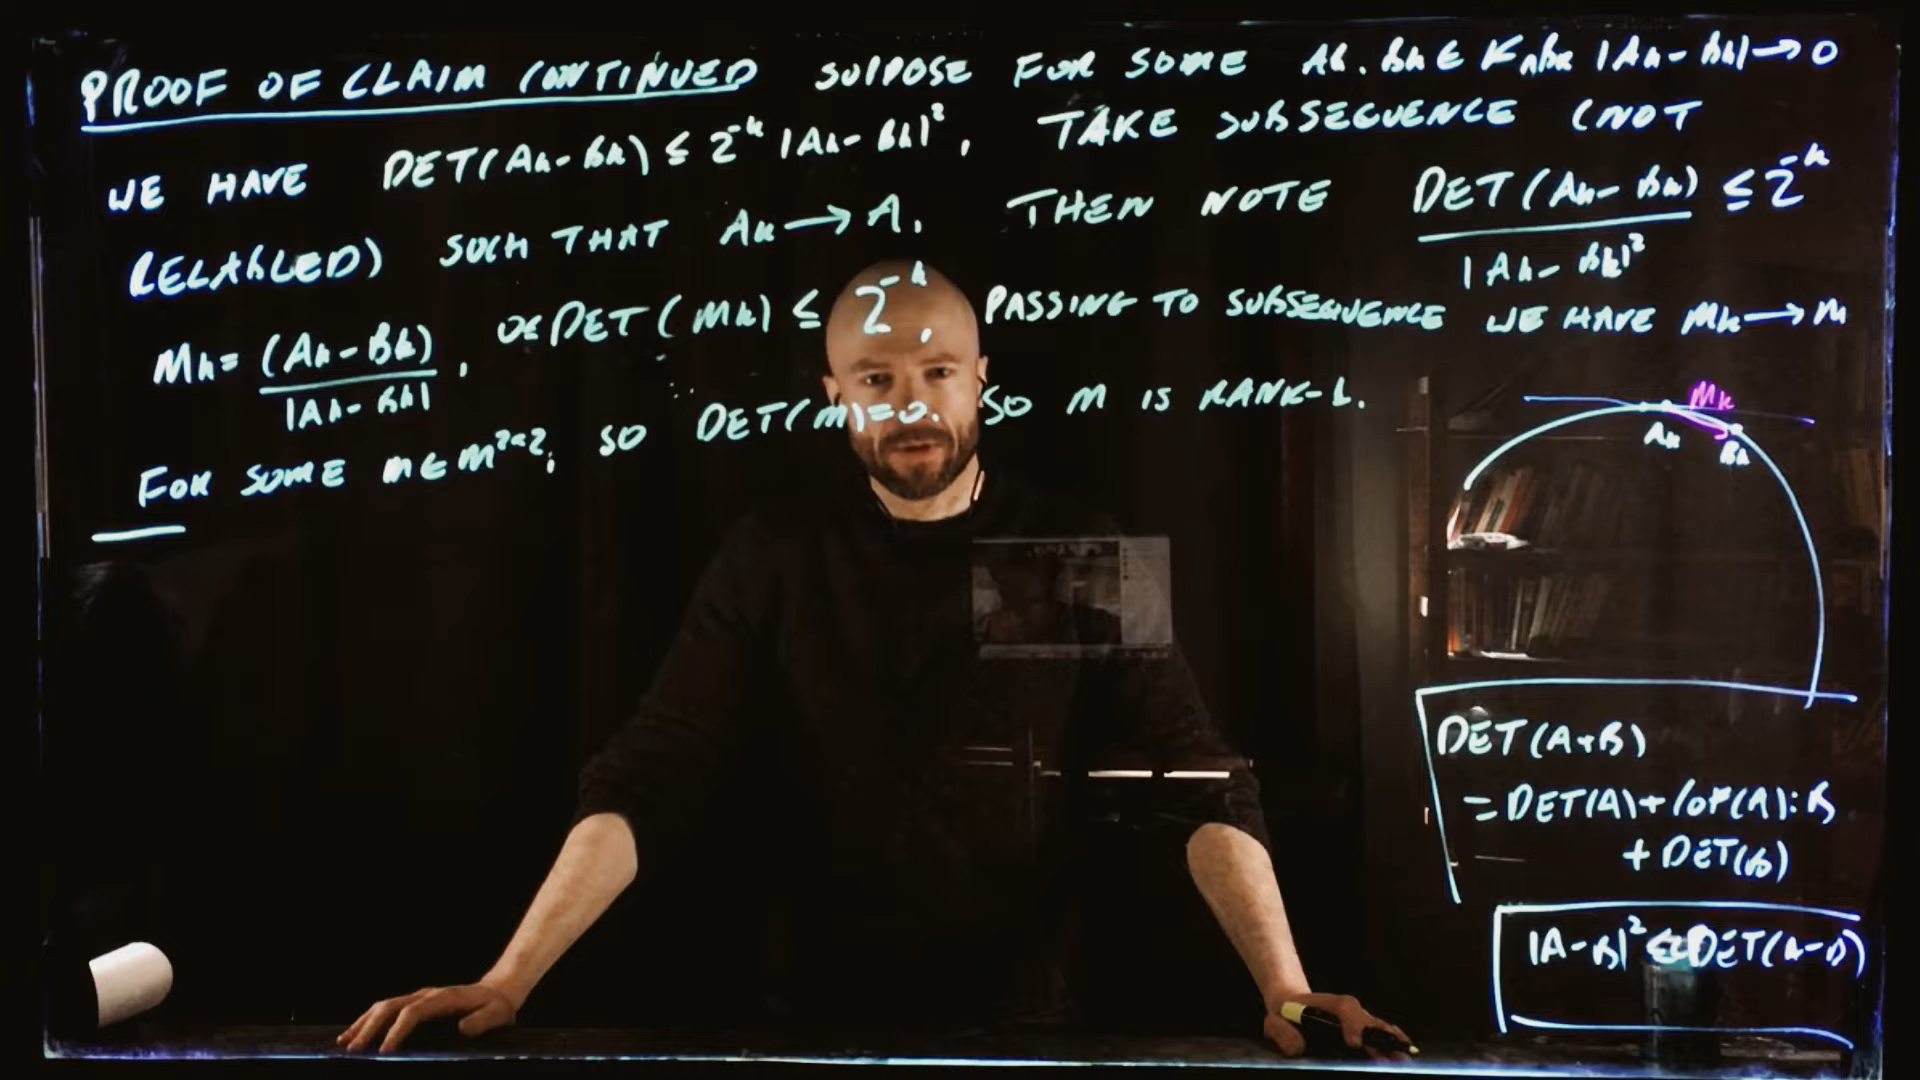 PROOF OF CLAIM CONTINUED SUPPOSE FOR SOME Ak, Bk ∈ K∩BR |Ak - Bk| → 0
WE HAVE DET(Ak - Bk) ≤ 2^-k |Ak - Bk|^2, TAKE SUBSEQUENCE (NOT
RELABLED) SUCH THAT Ak → A. THEN NOTE DET(Ak - Bk) / |Ak - Bk|^2 ≤ 2^-k
Mk = (Ak - Bk) / |Ak - Bk|, 0≤DET(Mk) ≤ 2^-k, PASSING TO SUBSEQUENCE WE HAVE Mk → M
FOR SOME M ∈ M^2×2, SO DET(M)=0. SO M IS RANK-1.
Mk
Ak
Bk
DET(A+B)
= DET(A) + COF(A):B
+ DET(B)
|A - B|^2 ≤ DET(A-B)